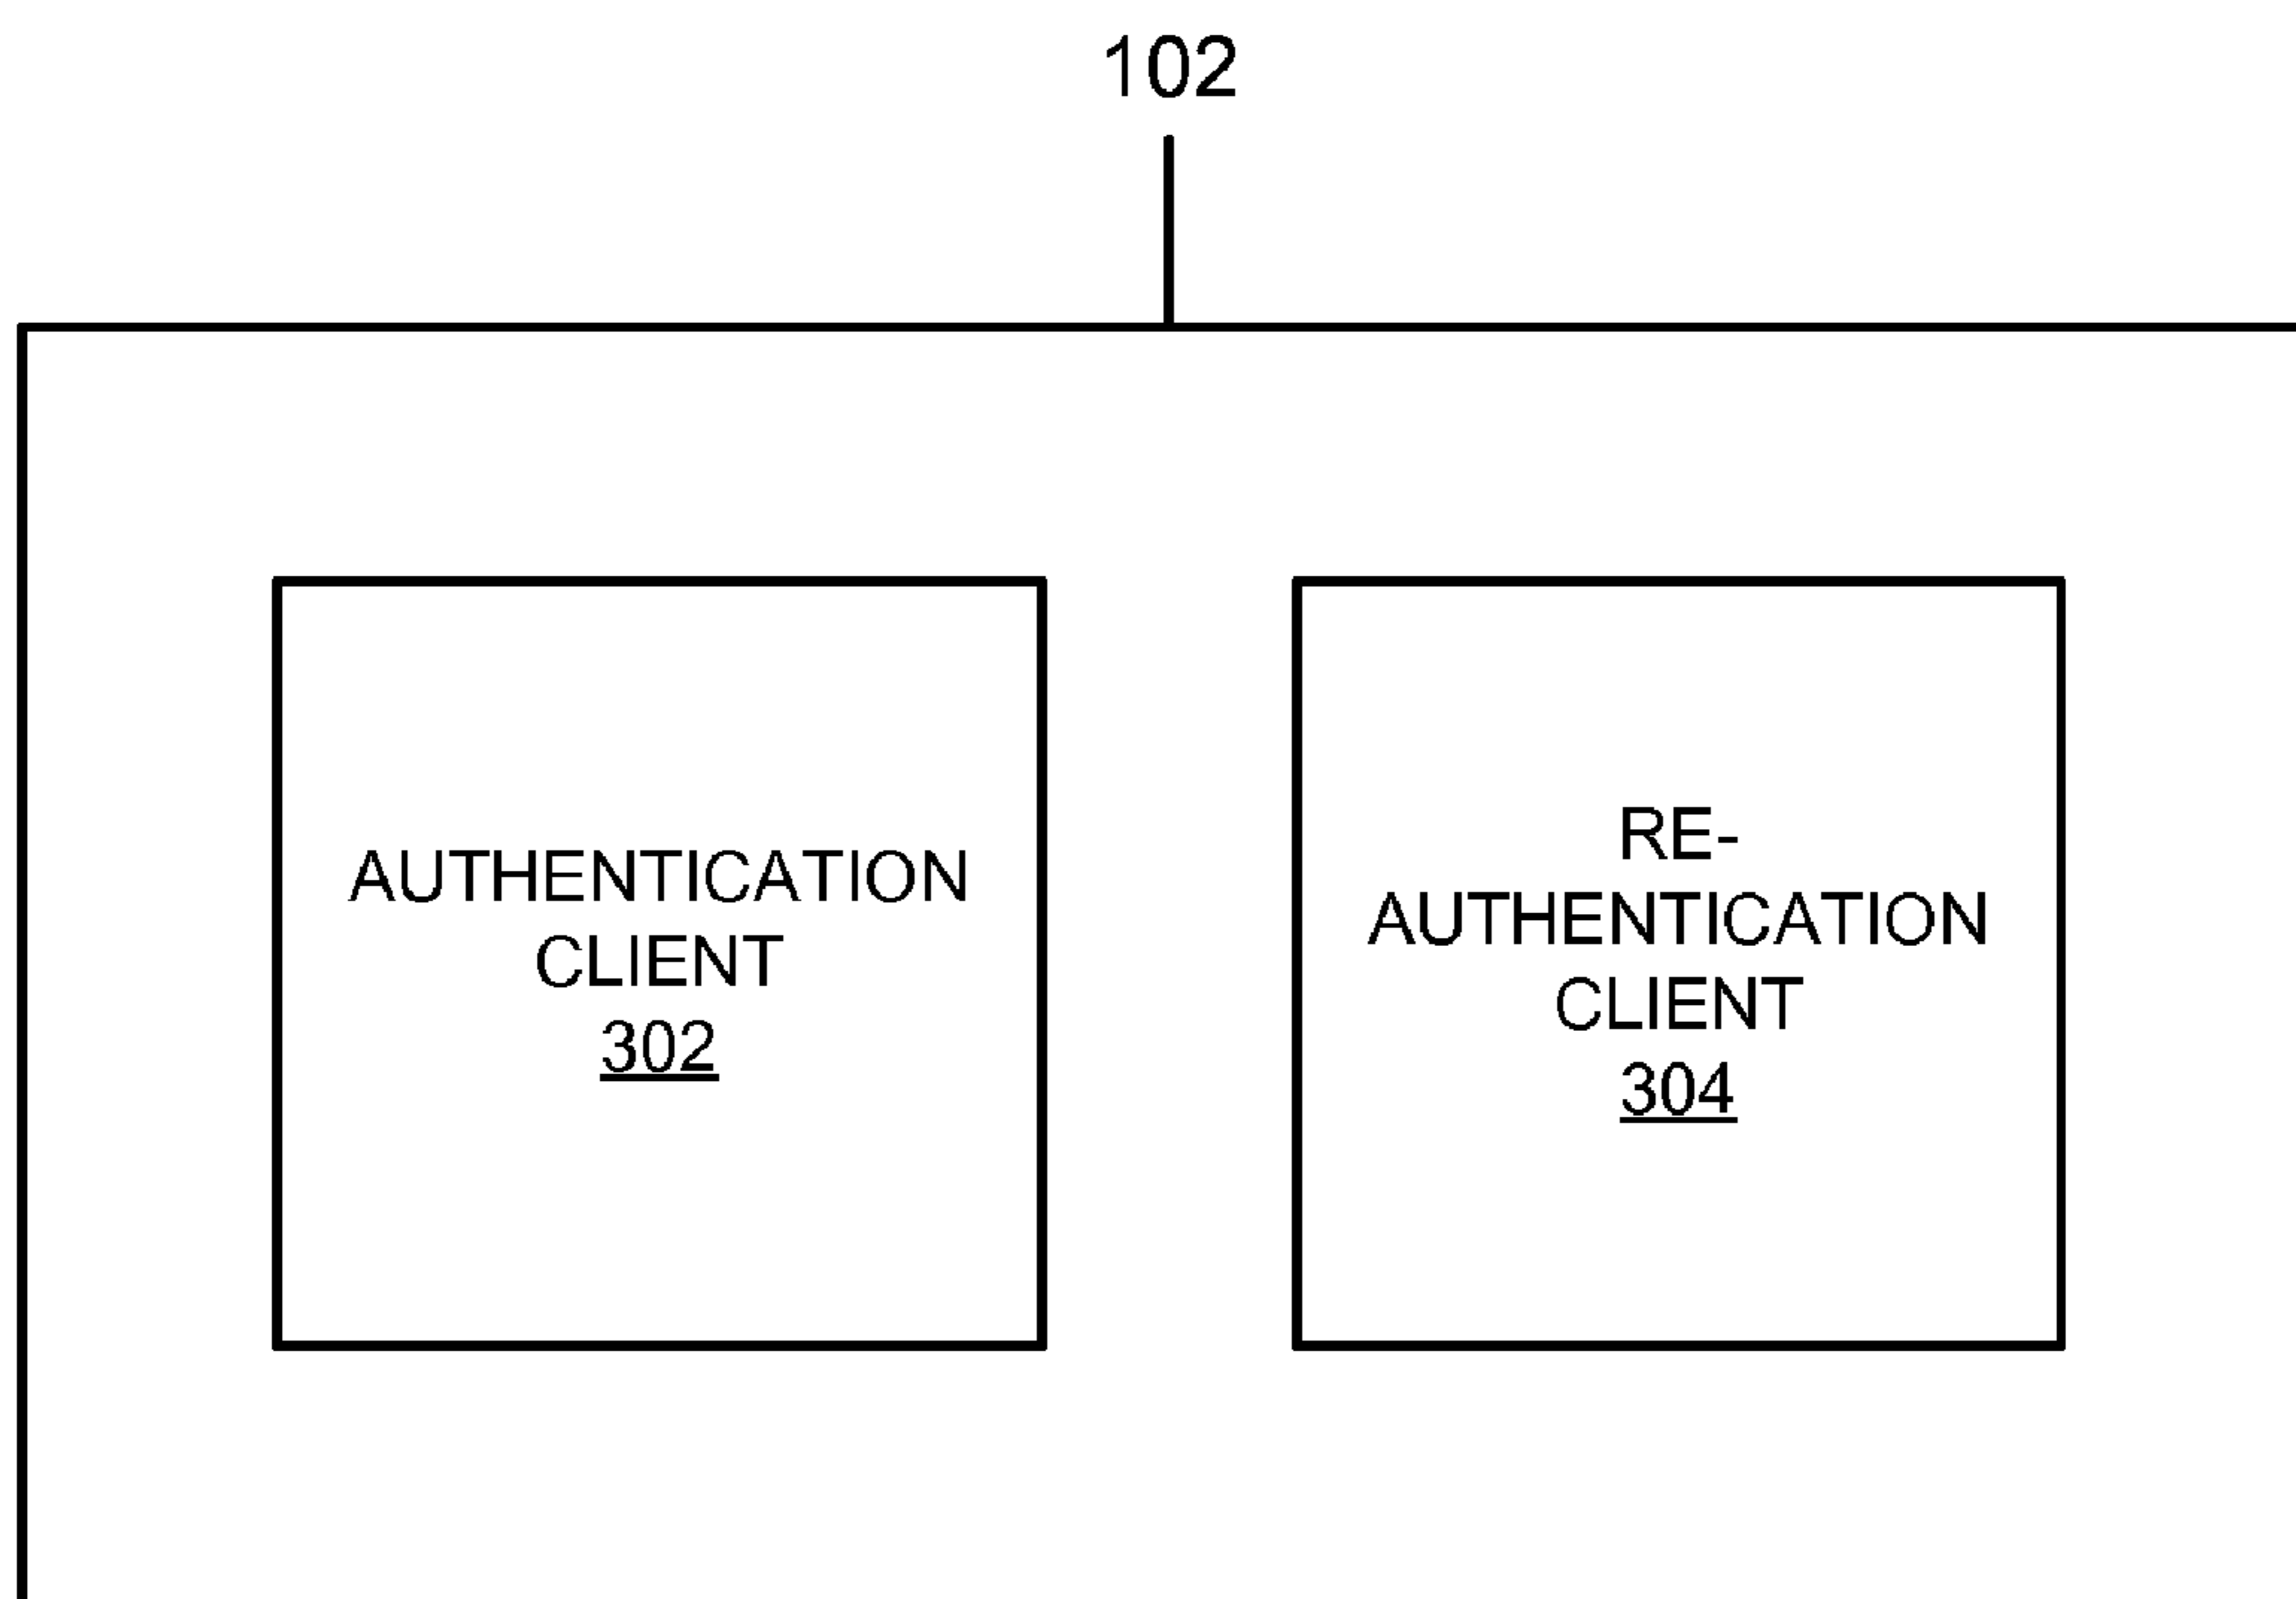 102
AUTHENTICATION
CLIENT
302
RE-
AUTHENTICATION
CLIENT
304